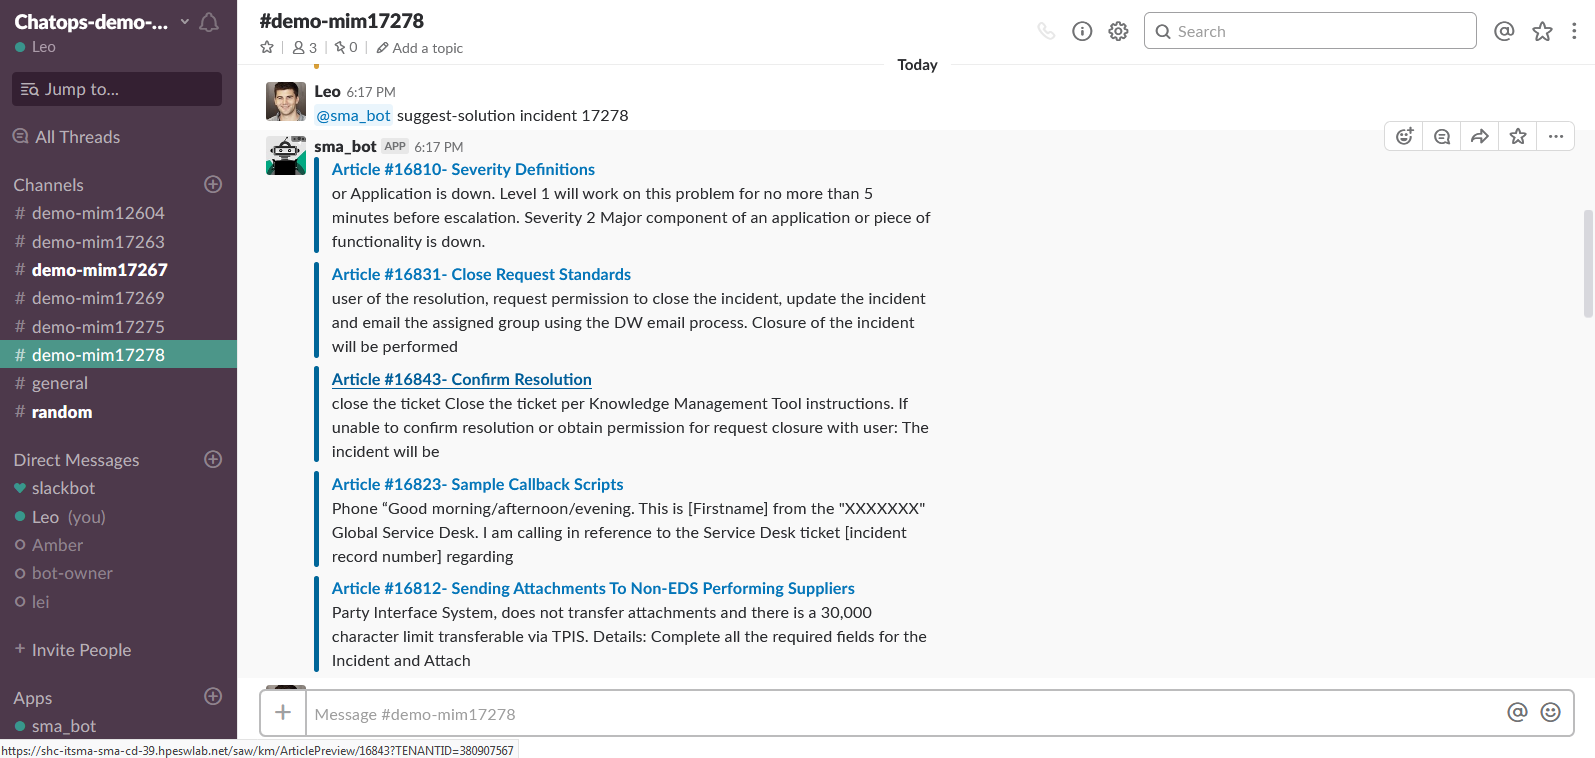 Chatops-demo-...
Leo
Jump to...
All Threads
Channels
# demo-mim12604
# demo-mim17263
# demo-mim17267
# demo-mim17269
# demo-mim17275
# demo-mim17278
# general
# random
Direct Messages
slackbot
Leo (you)
Amber
bot-owner
lei
+ Invite People
Apps
sma_bot
#demo-mim17278
3
0
Add a topic
Search
Today
Leo 6:17 PM
@sma_bot suggest-solution incident 17278
sma_bot APP 6:17 PM
Article #16810- Severity Definitions
or Application is down. Level 1 will work on this problem for no more than 5
minutes before escalation. Severity 2 Major component of an application or piece of
functionality is down.
Article #16831- Close Request Standards
user of the resolution, request permission to close the incident, update the incident
and email the assigned group using the DW email process. Closure of the incident
will be performed
Article #16843- Confirm Resolution
close the ticket Close the ticket per Knowledge Management Tool instructions. If
unable to confirm resolution or obtain permission for request closure with user: The
incident will be
Article #16823- Sample Callback Scripts
Phone “Good morning/afternoon/evening. This is [Firstname] from the "XXXXXXX"
Global Service Desk. I am calling in reference to the Service Desk ticket [incident
record number] regarding
Article #16812- Sending Attachments To Non-EDS Performing Suppliers
Party Interface System, does not transfer attachments and there is a 30,000
character limit transferable via TPIS. Details: Complete all the required fields for the
Incident and Attach
Message #demo-mim17278
https://shc-itsma-sma-cd-39.hpeswlab.net/saw/km/ArticlePreview/16843?TENANTID=380907567